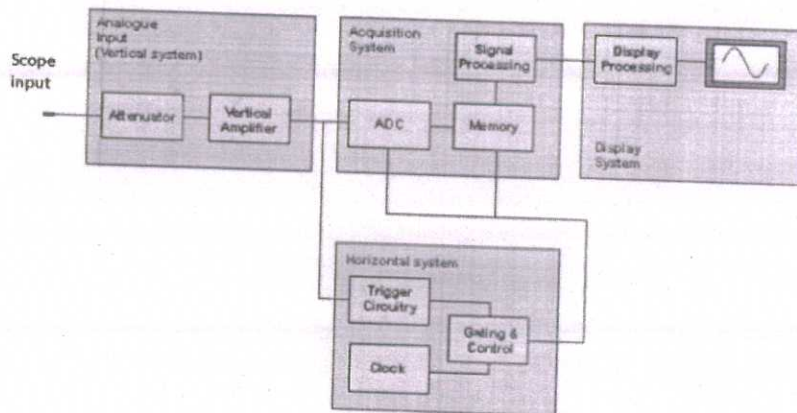 Scope
input
Analogue
Input
(Vertical system)
Attenuator
Vertical
Amplifier
Acquisition
System
Signal
Processing
ADC
Memory
Display
Processing
Display
System
Horizontal system
Trigger
Circuitry
Gating &
Control
Clock